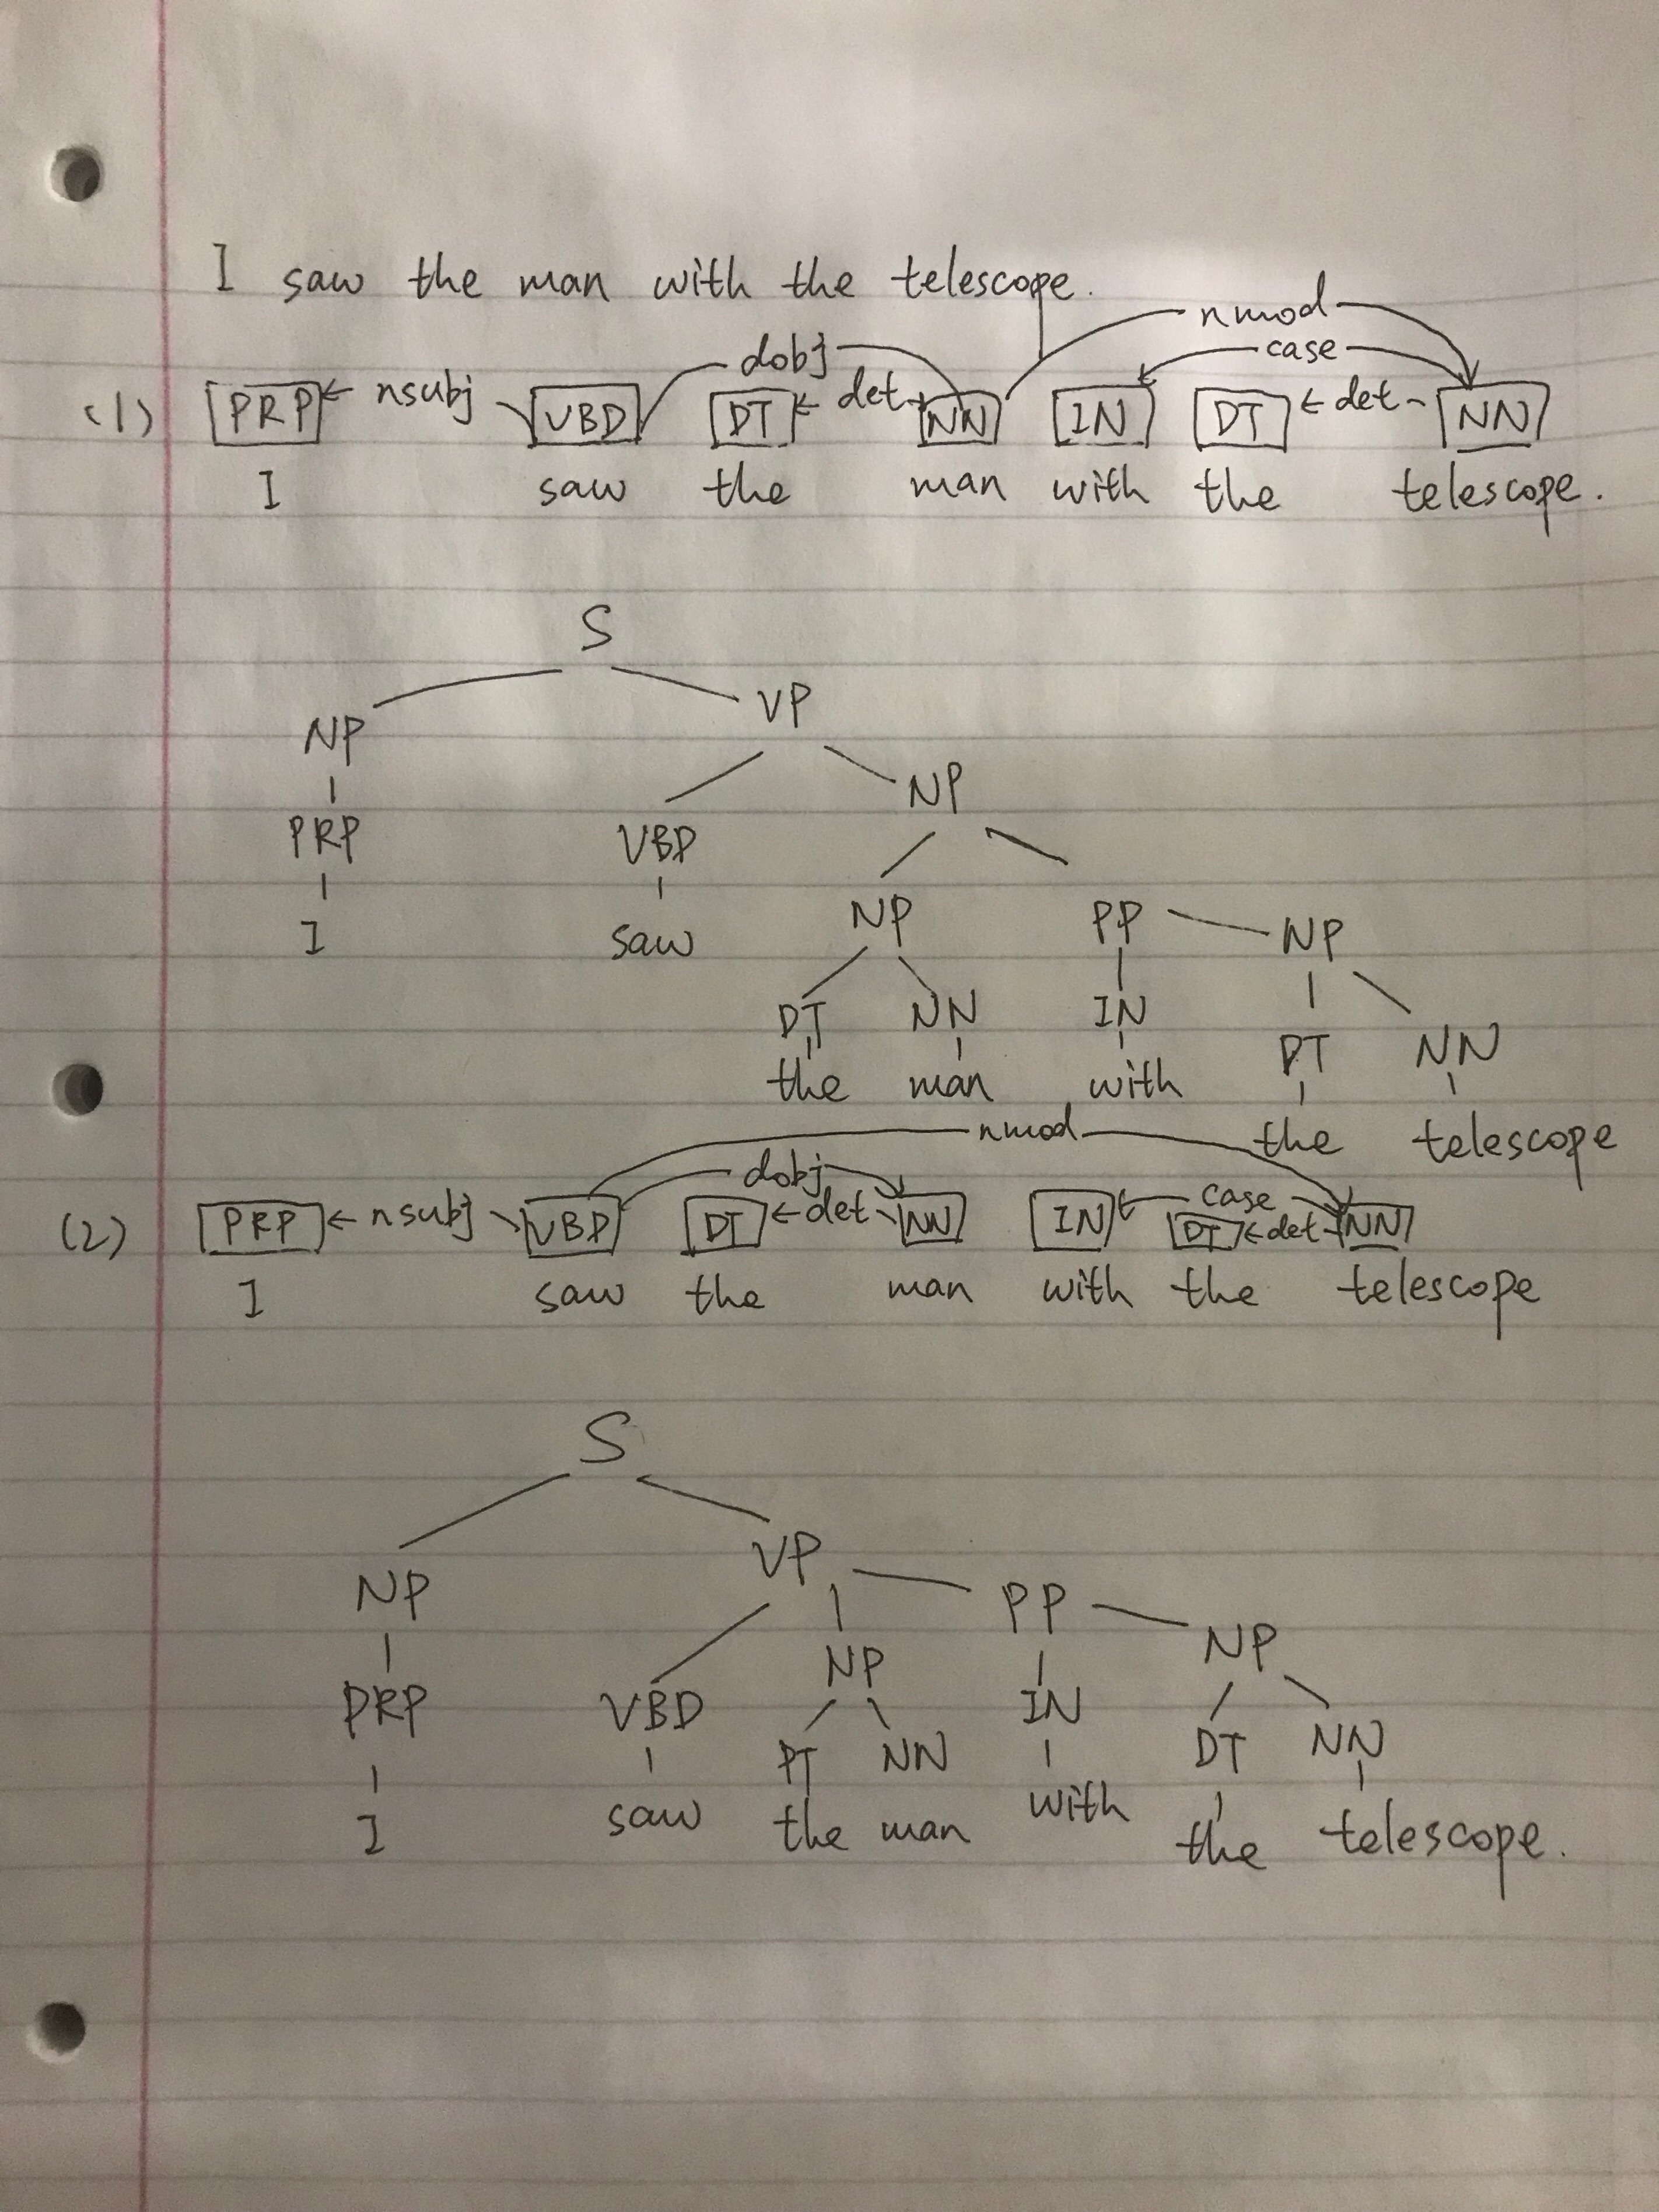 I saw the man with the telescope.
nmod
dobj case
(1) PRP nsubj VBD DT det NN IN DT det NN
I saw the man with the telescope.
S
VP
NP
NP
PRP VBD
NP PP NP
I saw
DT NN IN
DT NN
the man with
nmod
the telescope
dobj
case
(2) PRP nsubj VBD DT det NN IN DT det NN
I saw the man with the telescope
S
VP
NP PP
NP
NP
PRP VBD IN
DT NN DT NN
with
I saw the man the telescope.